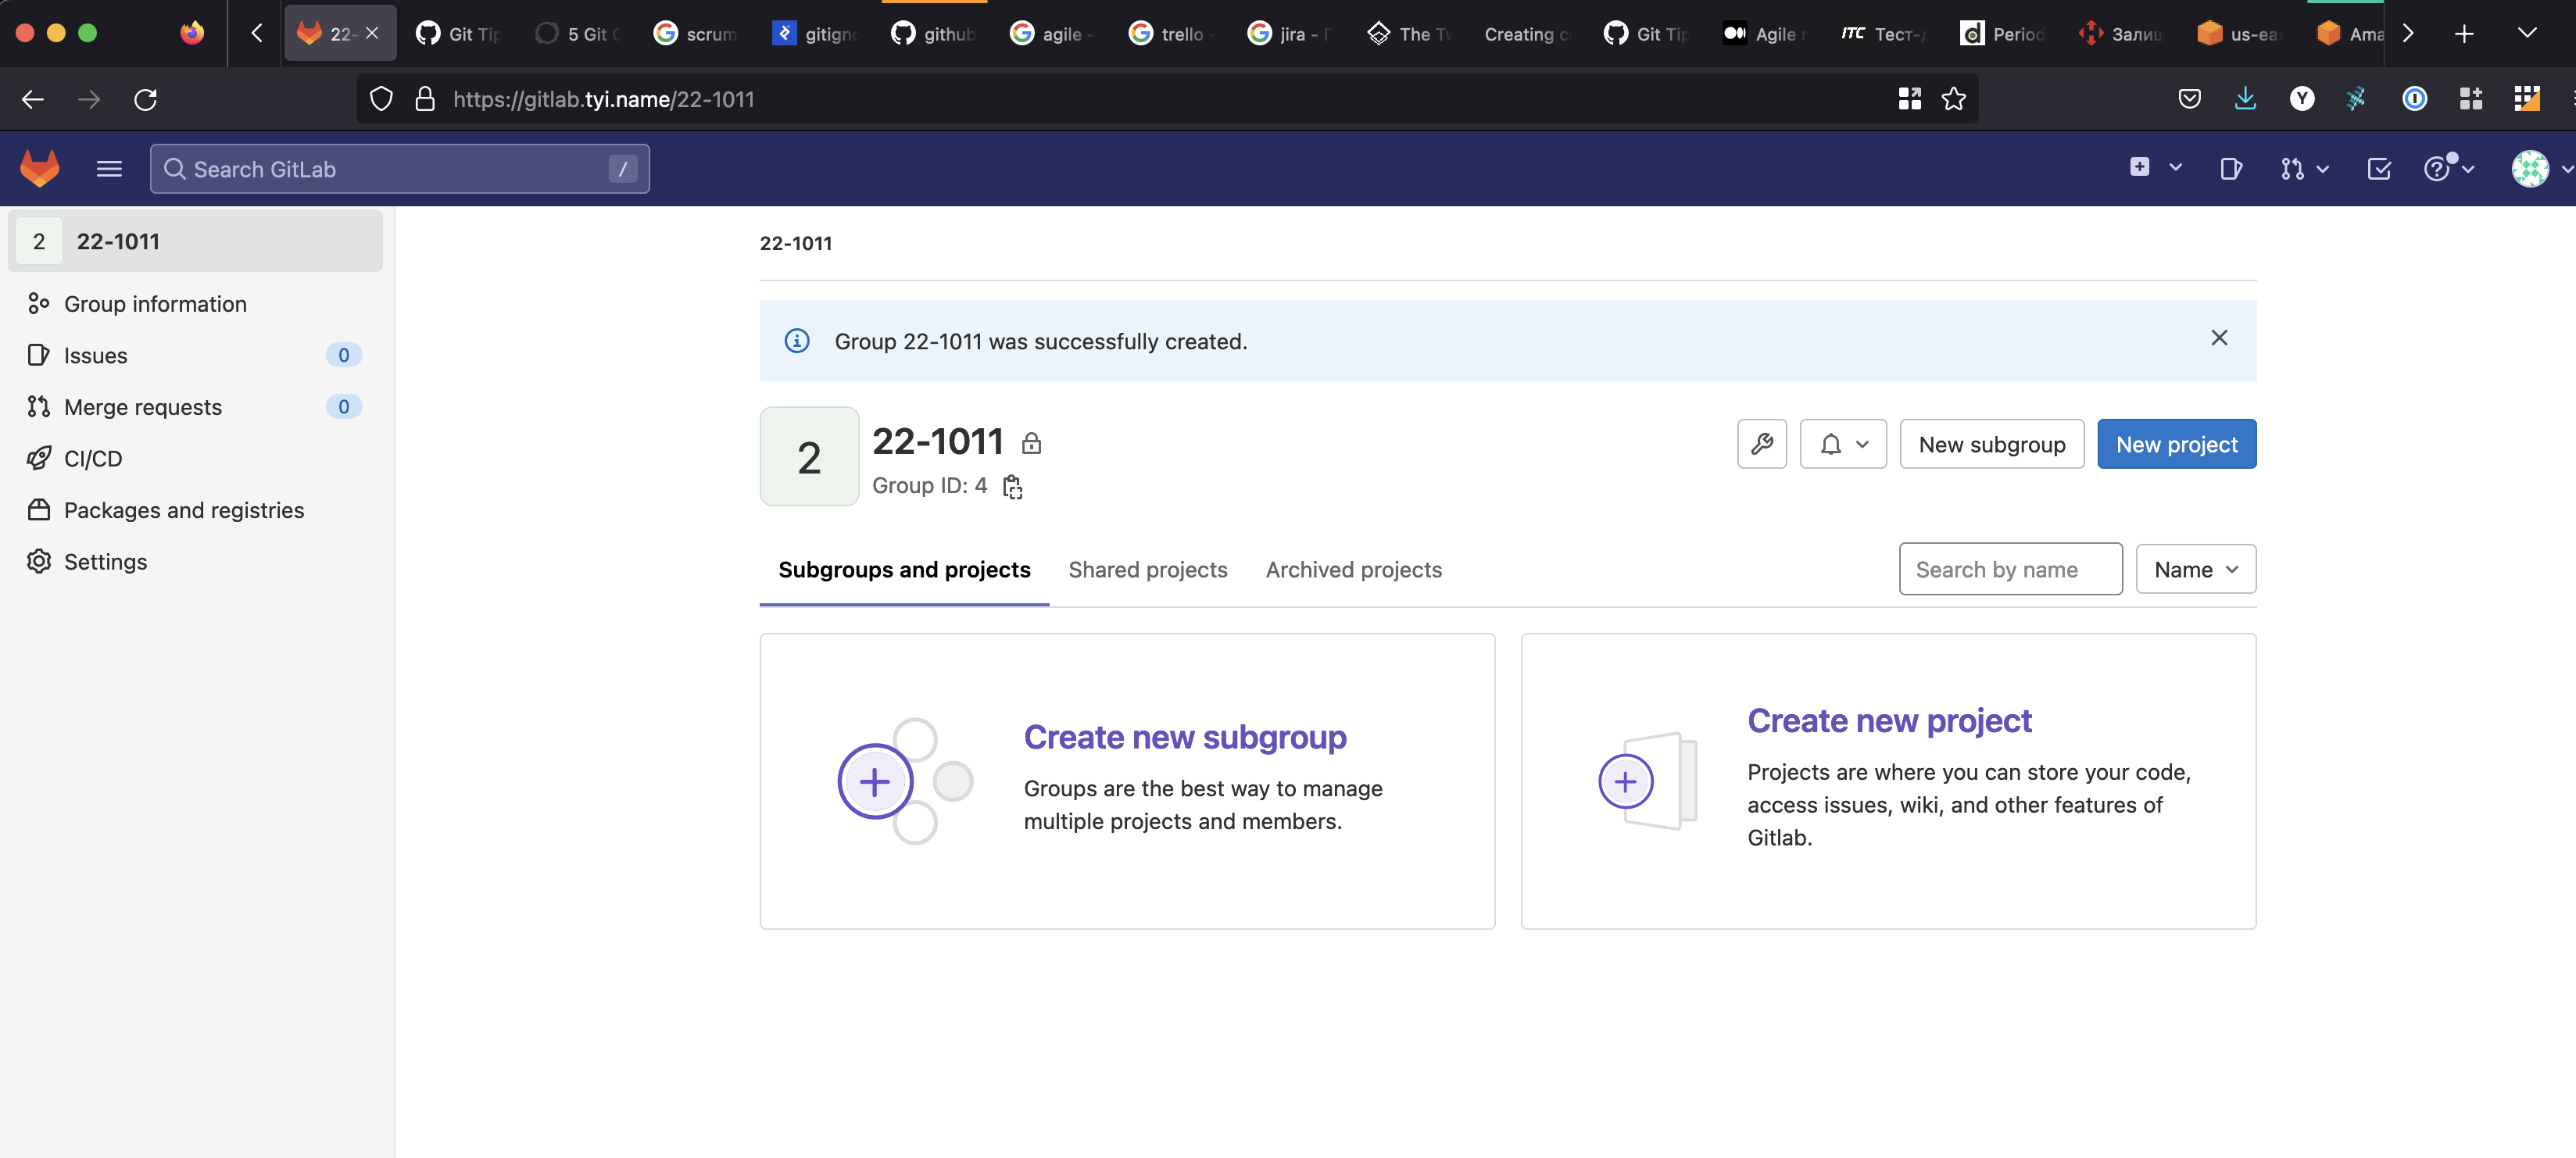 22-
Git Tip
5 Git
scrum
gitigno
github
agile -
trello -
jira -
The Tw
Creating c
Git Tip
Agile
ITC Тест-
Period
Залиш
us-eas
Ama
https://gitlab.tyi.name/22-1011
Search GitLab
/
2
22-1011
Group information
Issues
0
Merge requests
0
CI/CD
Packages and registries
Settings
22-1011
Group 22-1011 was successfully created.
2
22-1011
Group ID: 4
New subgroup
New project
Subgroups and projects
Shared projects
Archived projects
Search by name
Name
Create new subgroup
Groups are the best way to manage
multiple projects and members.
Create new project
Projects are where you can store your code,
access issues, wiki, and other features of
Gitlab.